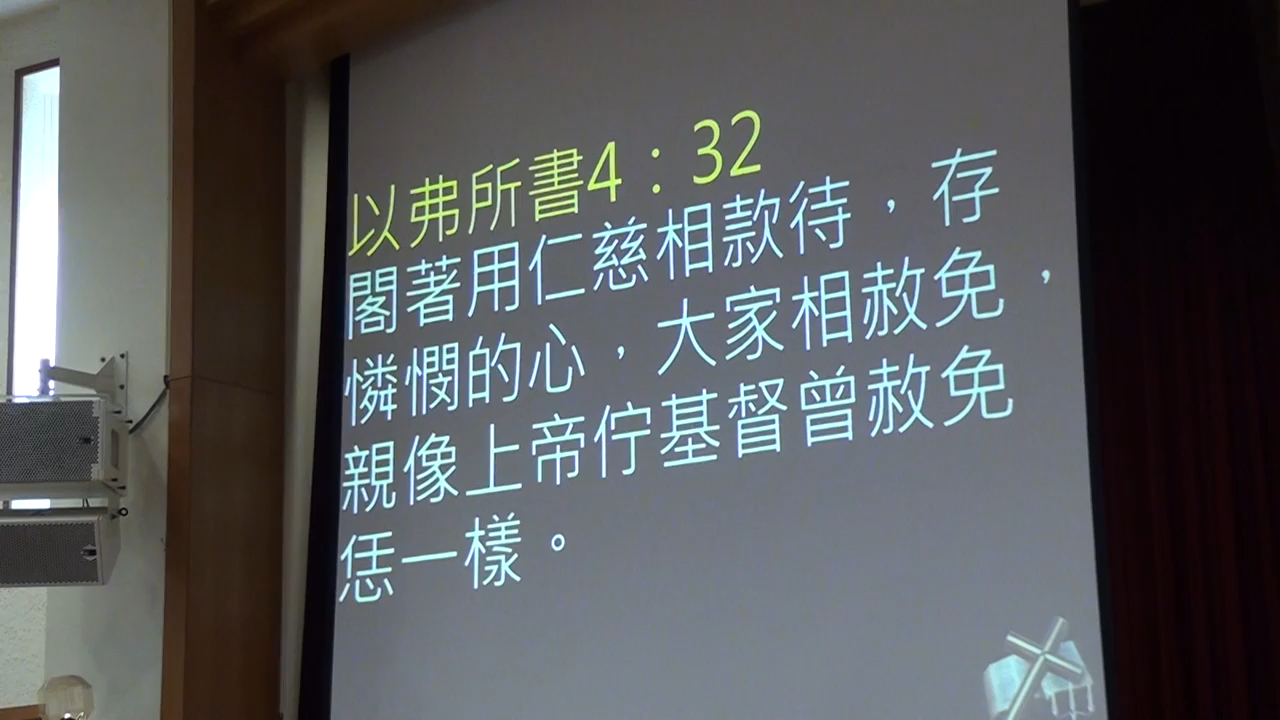 以弗所書4：32
閣著用仁慈相款待，存
憐憫的心，大家相赦免，
親像上帝佇基督曾赦免
恁一樣。